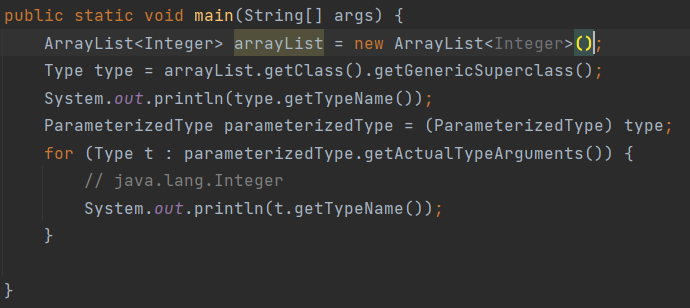 public static void main(String[] args) {
    ArrayList<Integer> arrayList = new ArrayList<Integer>();
    Type type = arrayList.getClass().getGenericSuperclass();
    System.out.println(type.getTypeName());
    ParameterizedType parameterizedType = (ParameterizedType) type;
    for (Type t : parameterizedType.getActualTypeArguments()) {
        // java.lang.Integer
        System.out.println(t.getTypeName());
    }
}